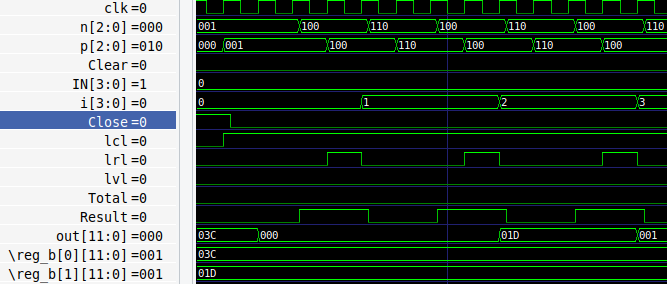 clk=0
n[2:0]=000 001 100 110 100 110 100 110
p[2:0]=010 000 001 100 110 100 110 100
Clear=0
IN[3:0]=1 0
i[3:0]=0 0 1 2 3
Close=0
lcl=0
lrl=0
lvl=0
Total=0
Result=0
out[11:0]=000 03C 000 01D 001
\reg_b[0][11:0]=001 03C
\reg_b[1][11:0]=001 01D